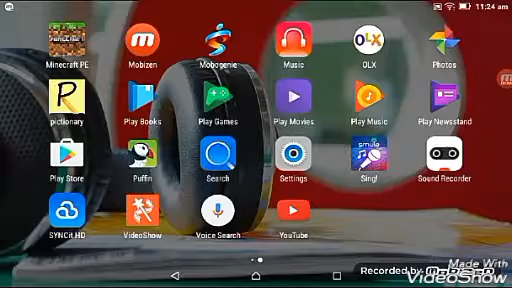 11:24 am
Minecraft PE
Mobizen
Mobogenie
Music
OLX
Photos
pictionary
Play Books
Play Games
Play Movies
Play Music
Play Newsstand
Play Store
Puffin
Search
Settings
Sing!
Sound Recorder
SYNCit HD
VideoShow
Voice Search
YouTube
OLX
smule
Made With
Recorded by
VideoShow